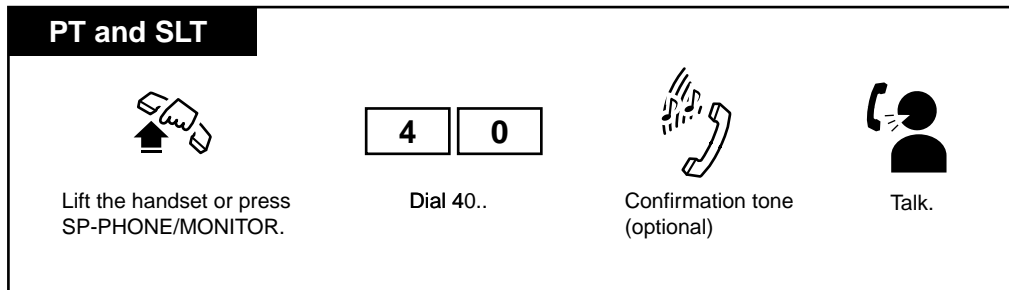 PT and SLT
4 0
Lift the handset or press
SP-PHONE/MONITOR.
Dial 40..
Confirmation tone
(optional)
Talk.